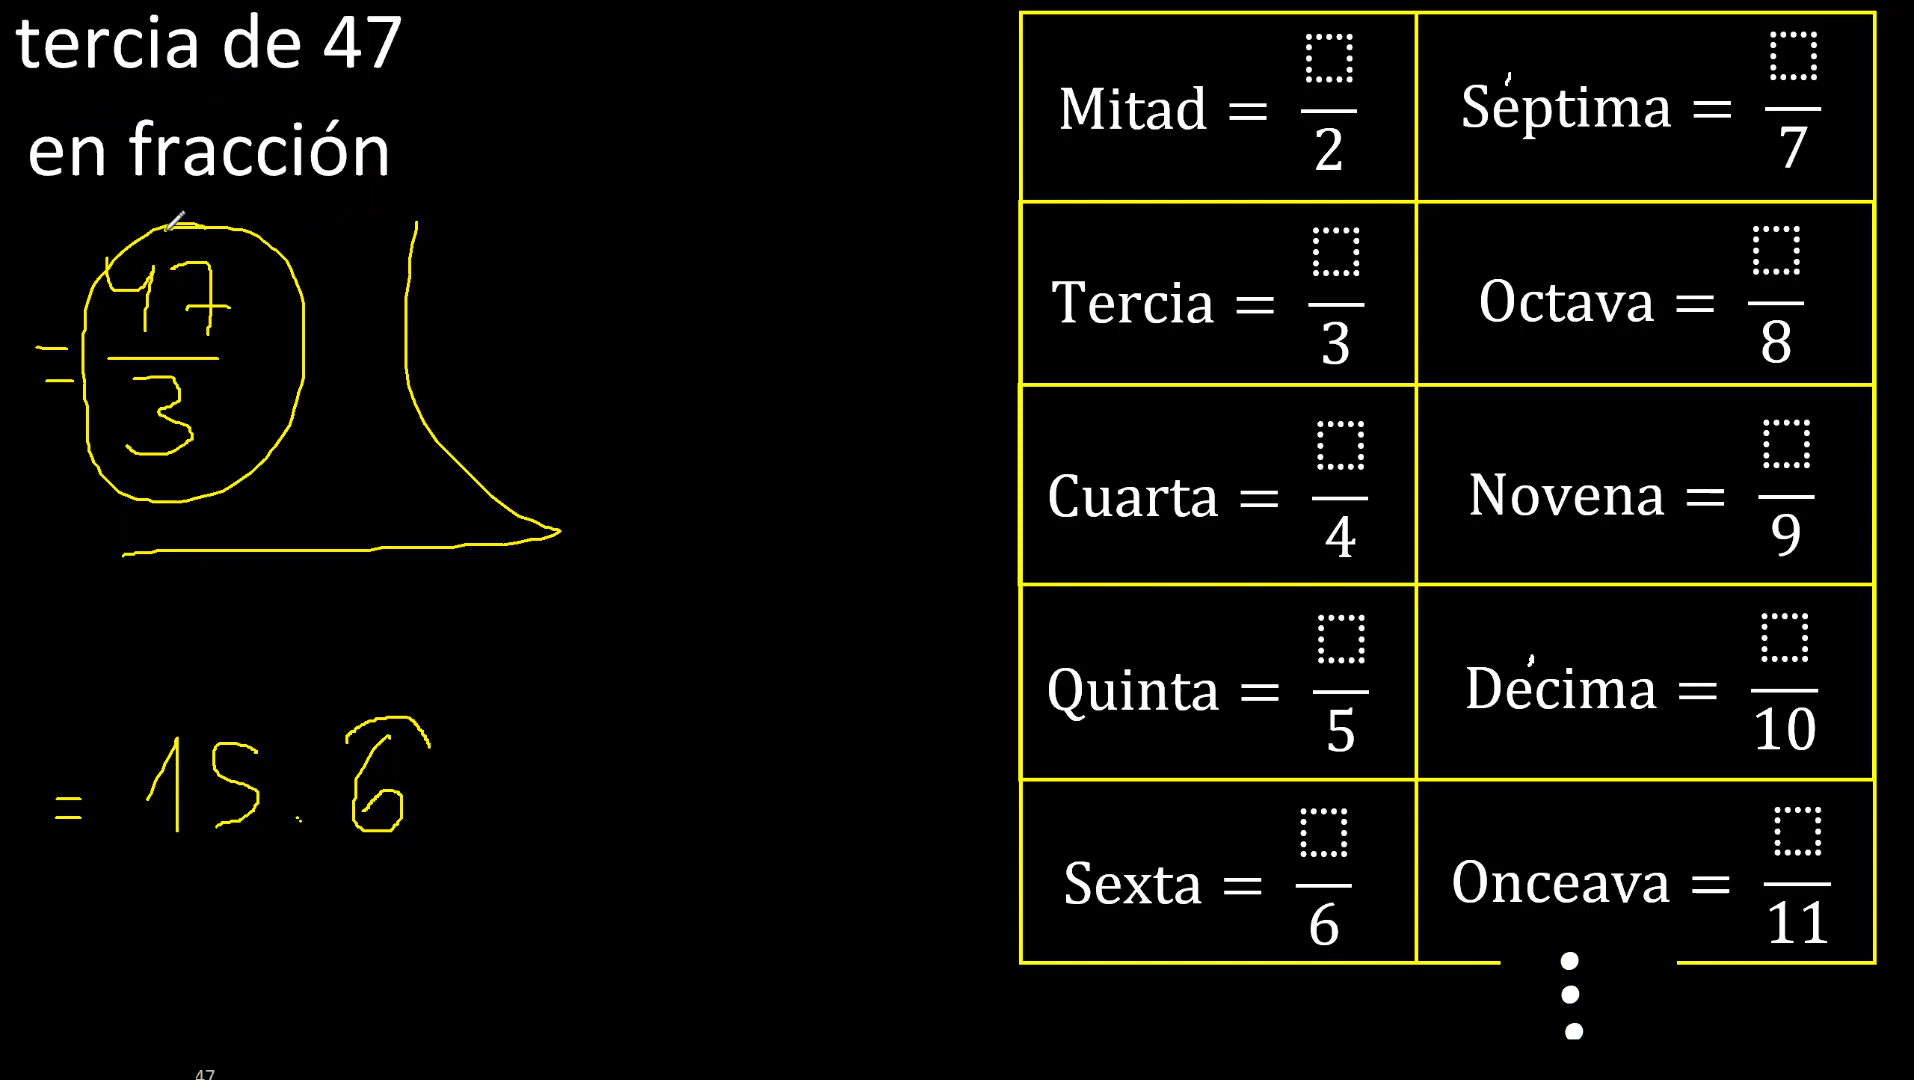 tercia de 47
en fracción
= 47/3
= 15.6̑
Mitad = □/2
Séptima = □/7
Tercia = □/3
Octava = □/8
Cuarta = □/4
Novena = □/9
Quinta = □/5
Décima = □/10
Sexta = □/6
Onceava = □/11
⋮
47